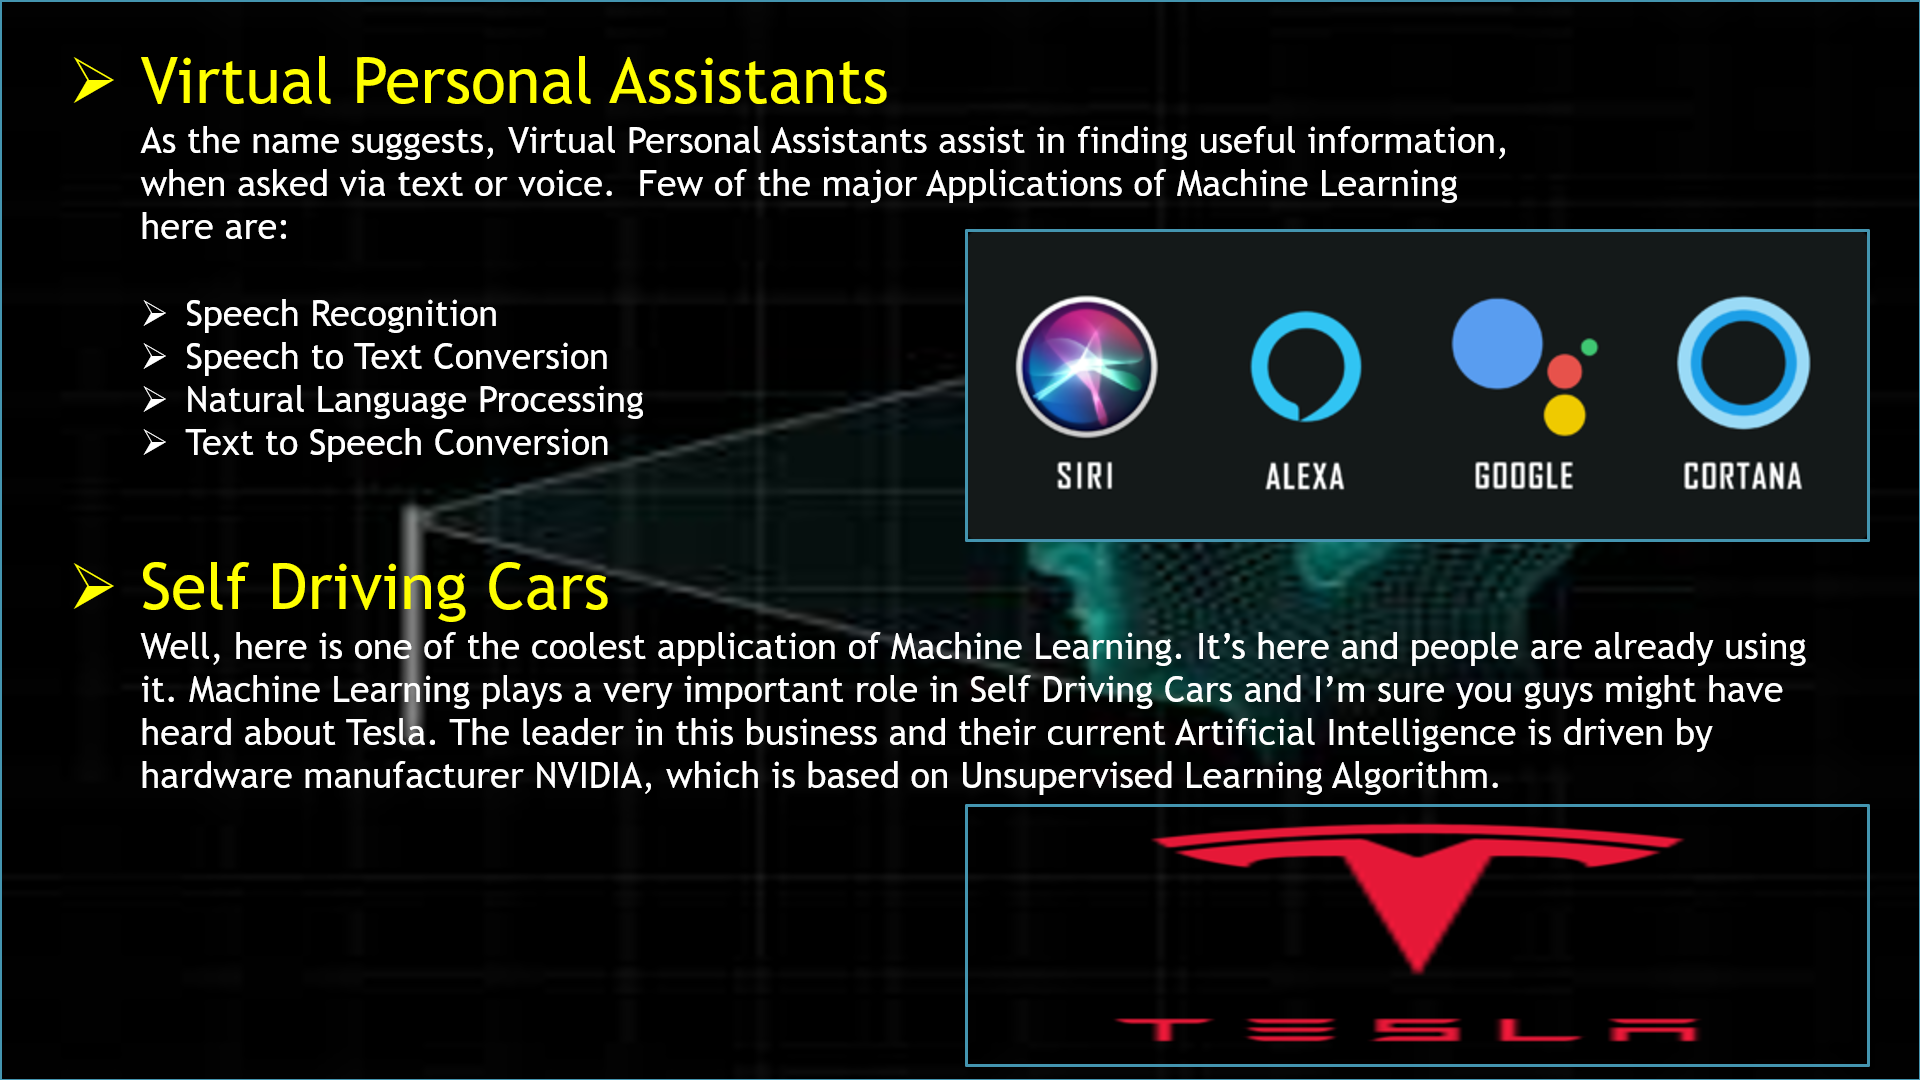 Virtual Personal Assistants
As the name suggests, Virtual Personal Assistants assist in finding useful information,
when asked via text or voice.  Few of the major Applications of Machine Learning
here are:
Speech Recognition
Speech to Text Conversion
Natural Language Processing
Text to Speech Conversion
SIRI ALEXA GOOGLE CORTANA
Self Driving Cars
Well, here is one of the coolest application of Machine Learning. It’s here and people are already using
it. Machine Learning plays a very important role in Self Driving Cars and I’m sure you guys might have
heard about Tesla. The leader in this business and their current Artificial Intelligence is driven by
hardware manufacturer NVIDIA, which is based on Unsupervised Learning Algorithm.
TESLA